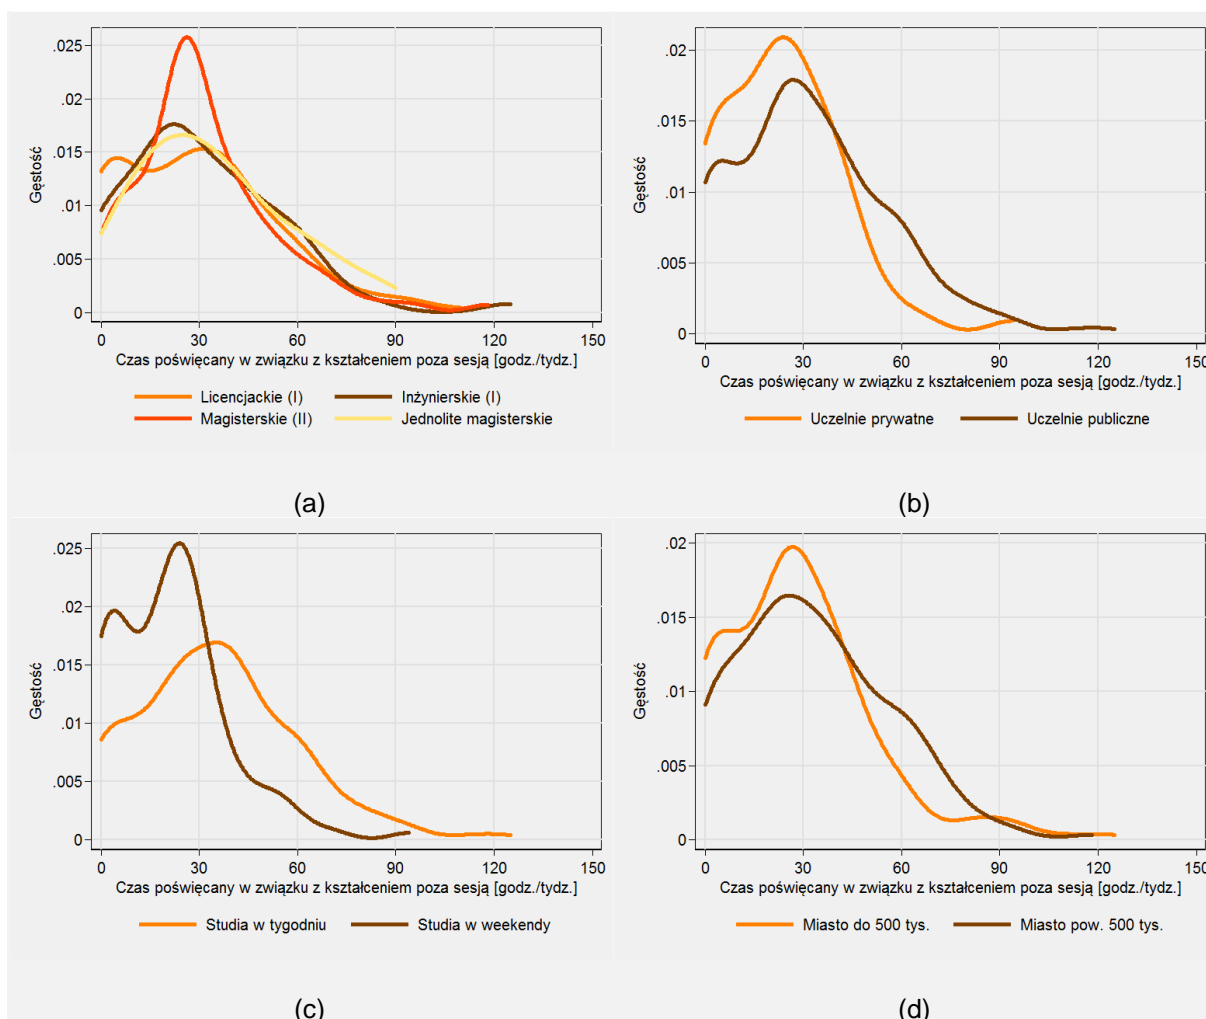 .025
.02
.015
.01
.005
0
Gęstość
0 30 60 90 120 150
Czas poświęcany w związku z kształceniem poza sesją [godz./tydz.]
Licencjackie (I) Inżynierskie (I)
Magisterskie (II) Jednolite magisterskie
(a)
.02
.015
.01
.005
0
Gęstość
0 30 60 90 120 150
Czas poświęcany w związku z kształceniem poza sesją [godz./tydz.]
Uczelnie prywatne Uczelnie publiczne
(b)
.025
.02
.015
.01
.005
0
Gęstość
0 30 60 90 120 150
Czas poświęcany w związku z kształceniem poza sesją [godz./tydz.]
Studia w tygodniu Studia w weekendy
(c)
.02
.015
.01
.005
0
Gęstość
0 30 60 90 120 150
Czas poświęcany w związku z kształceniem poza sesją [godz./tydz.]
Miasto do 500 tys. Miasto pow. 500 tys.
(d)